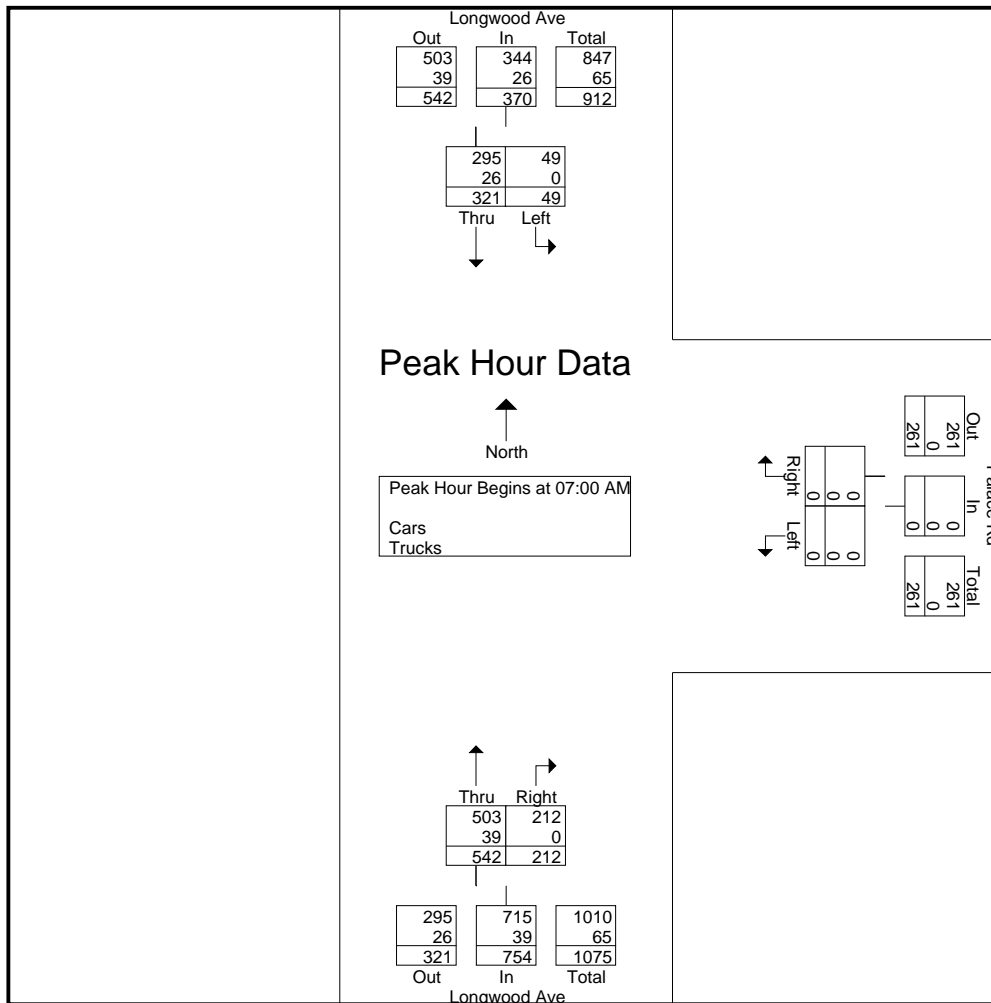 Longwood Ave
Out In Total
503 344 847
39 26 65
542 370 912
295 49
26 0
321 49
Thru Left
Peak Hour Data
North
Peak Hour Begins at 07:00 AM
Cars
Trucks
Out In Total
261 0 261
0 0 0
261 0 261
Right Left
0 0
0 0
0 0
Thru Right
503 212
39 0
542 212
295 715 1010
26 39 65
321 754 1075
Out In Total
Longwood Ave